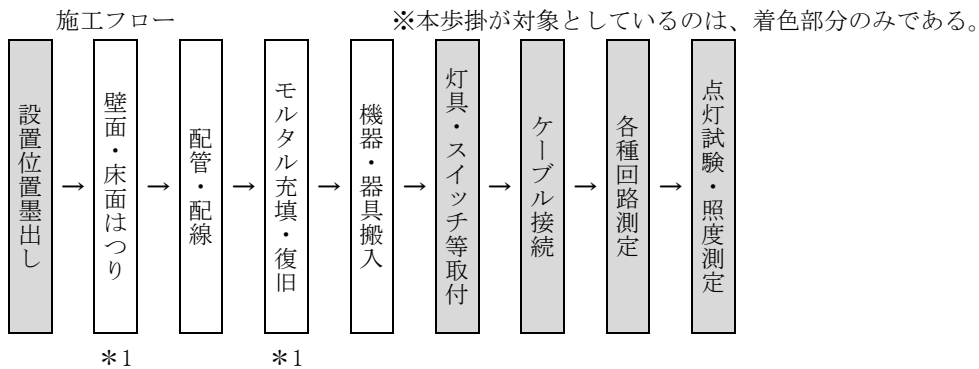 施工フロー
※本歩掛が対象としているのは、着色部分のみである。
設置位置墨出し
→
壁面・床面はつり
→
配管・配線
→
モルタル充填・復旧
→
機器・器具搬入
→
灯具・スイッチ等取付
→
ケーブル接続
→
各種回路測定
→
点灯試験・照度測定
＊1
＊1